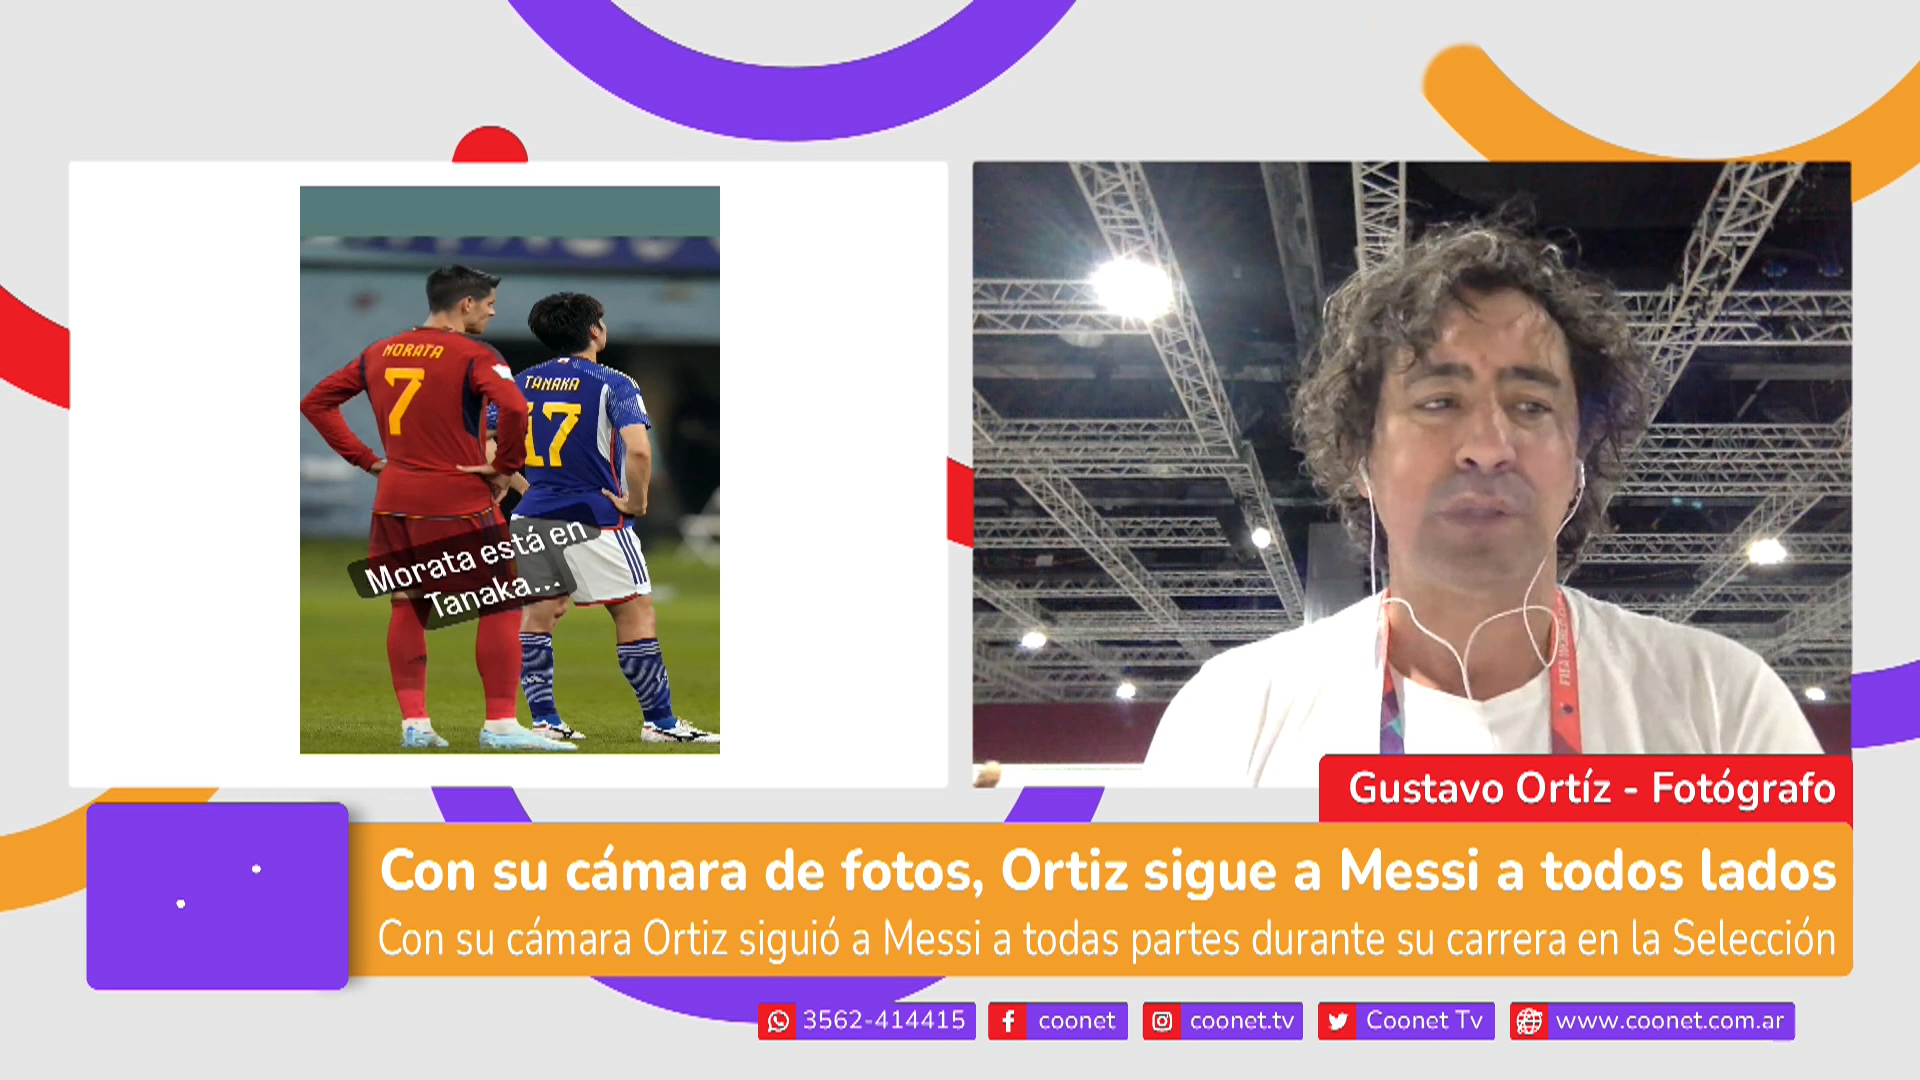 MORATA
7
TANAKA
17
Morata está en
Tanaka...
FIFA WORLD
Gustavo Ortíz - Fotógrafo
Con su cámara de fotos, Ortiz sigue a Messi a todos lados
Con su cámara Ortiz siguió a Messi a todas partes durante su carrera en la Selección
3562-414415
coonet
coonet.tv
Coonet Tv
www.coonet.com.ar